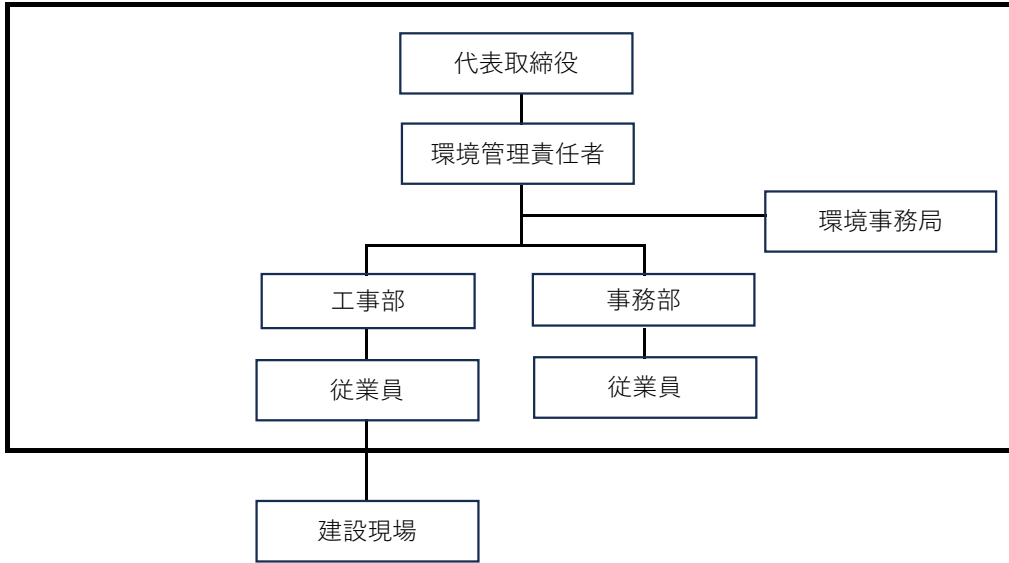 代表取締役
環境管理責任者
環境事務局
工事部
事務部
従業員
従業員
建設現場